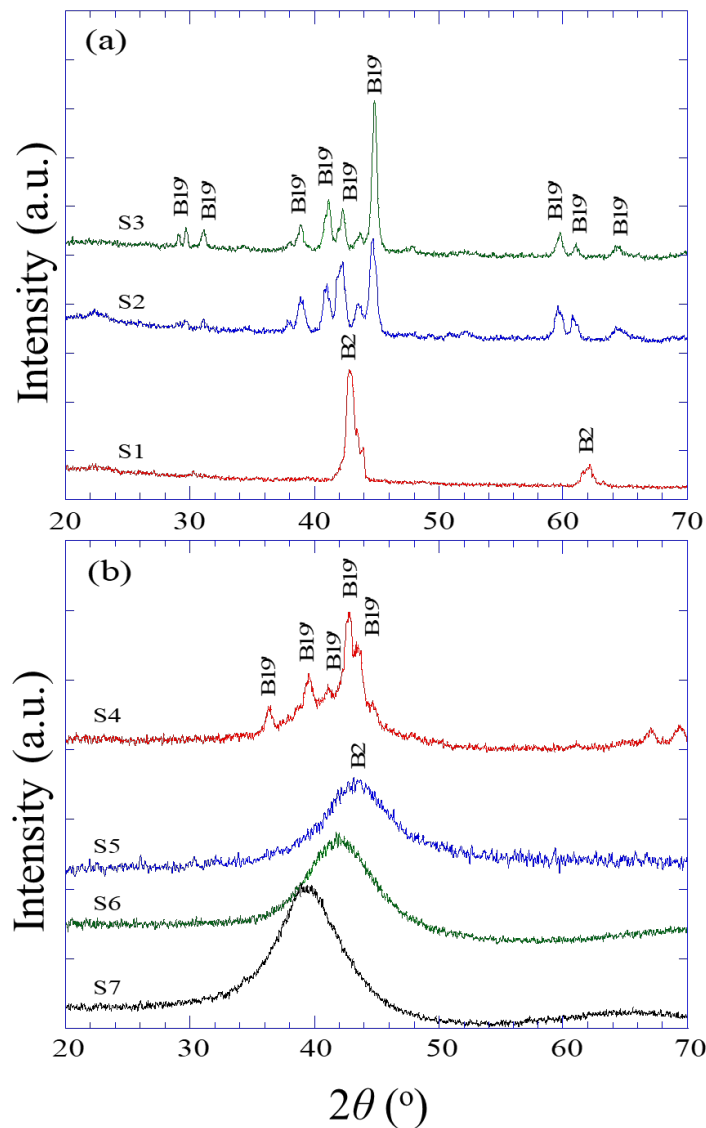 (a)
B19'
B19' B19' B19' B19' B19' B19' B19' B19'
S3
S2
B2
B2
S1
Intensity (a.u.)
20 30 40 50 60 70
(b)
B19'
B19' B19' B19' B19'
S4
B2
S5
S6
S7
Intensity (a.u.)
20 30 40 50 60 70
2θ (°)